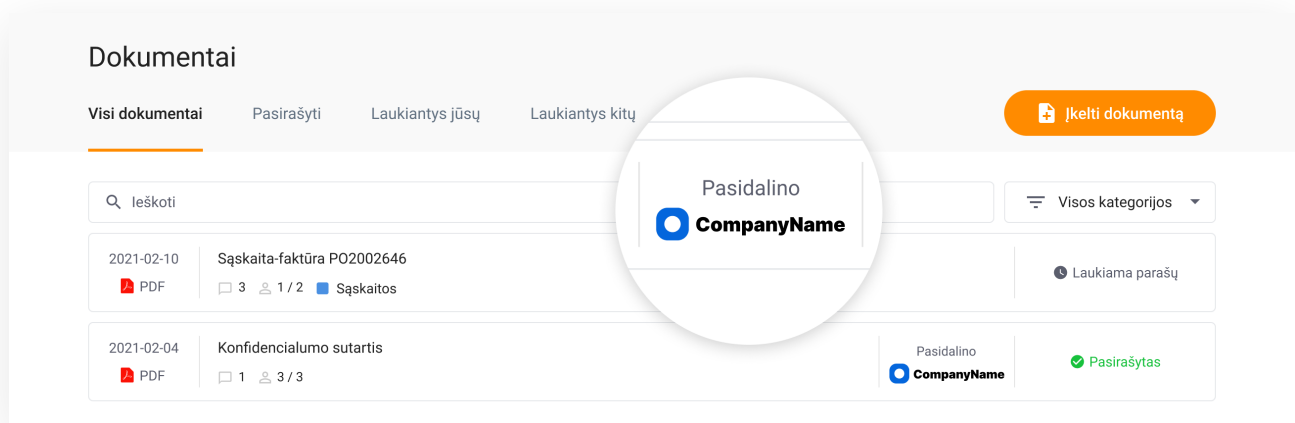 Dokumentai
Visi dokumentai Pasirašyti Laukiantys jūsų Laukiantys kitų
Įkelti dokumentą
Ieškoti
Visos kategorijos
Pasidalino
CompanyName
2021-02-10 Sąskaita-faktūra PO2002646
PDF 3 1 / 2 Sąskaitos
Laukiama parašų
2021-02-04 Konfidencialumo sutartis
PDF 1 3 / 3
Pasidalino
CompanyName
Pasirašytas